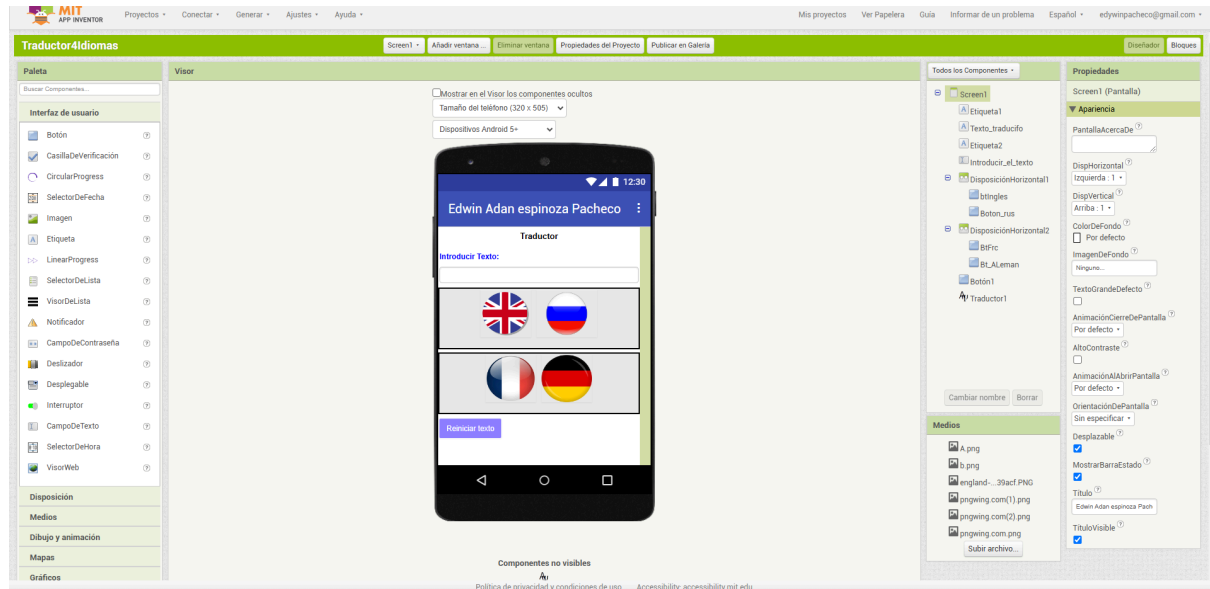 MIT
APP INVENTOR
Proyectos
Conectar
Generar
Ajustes
Ayuda
Mis proyectos
Ver Papelera
Guía
Informar de un problema
Español
edywinpacheco@gmail.com
Traductor4Idiomas
Screen1
Añadir ventana ...
Eliminar ventana
Propiedades del Proyecto
Publicar en Galería
Diseñador
Bloques
Paleta
Buscar Componentes...
Interfaz de usuario
Botón
CasillaDeVerificación
CircularProgress
SelectorDeFecha
Imagen
Etiqueta
LinearProgress
SelectorDeLista
VisorDeLista
Notificador
CampoDeContraseña
Deslizador
Desplegable
Interruptor
CampoDeTexto
SelectorDeHora
VisorWeb
Disposición
Medios
Dibujo y animación
Mapas
Gráficos
Visor
Mostrar en el Visor los componentes ocultos
Tamaño del teléfono (320 x 505)
Dispositivos Android 5+
12:30
Edwin Adan espinoza Pacheco
Traductor
Introducir Texto:
Reiniciar texto
Componentes no visibles
Política de privacidad y condiciones de uso
Accessibility: accessibility.mit.edu
Todos los Componentes
Screen1
Etiqueta1
Texto_traducifo
Etiqueta2
Introducir_el_texto
DisposiciónHorizontal1
btIngles
Boton_rus
DisposiciónHorizontal2
BtFrc
Bt_ALeman
Botón1
Traductor1
Cambiar nombre
Borrar
Medios
A.png
b.png
england-...39acf.PNG
pngwing.com(1).png
pngwing.com(2).png
pngwing.com.png
Subir archivo...
Propiedades
Screen1 (Pantalla)
Apariencia
PantallaAcercaDe
DispHorizontal
Izquierda : 1
DispVertical
Arriba : 1
ColorDeFondo
Por defecto
ImagenDeFondo
Ninguno...
TextoGrandeDefecto
AnimaciónCierreDePantalla
Por defecto
AltoContraste
AnimaciónAlAbrirPantalla
Por defecto
OrientaciónDePantalla
Sin especificar
Desplazable
MostrarBarraEstado
Título
Edwin Adan espinoza Pach
TítuloVisible